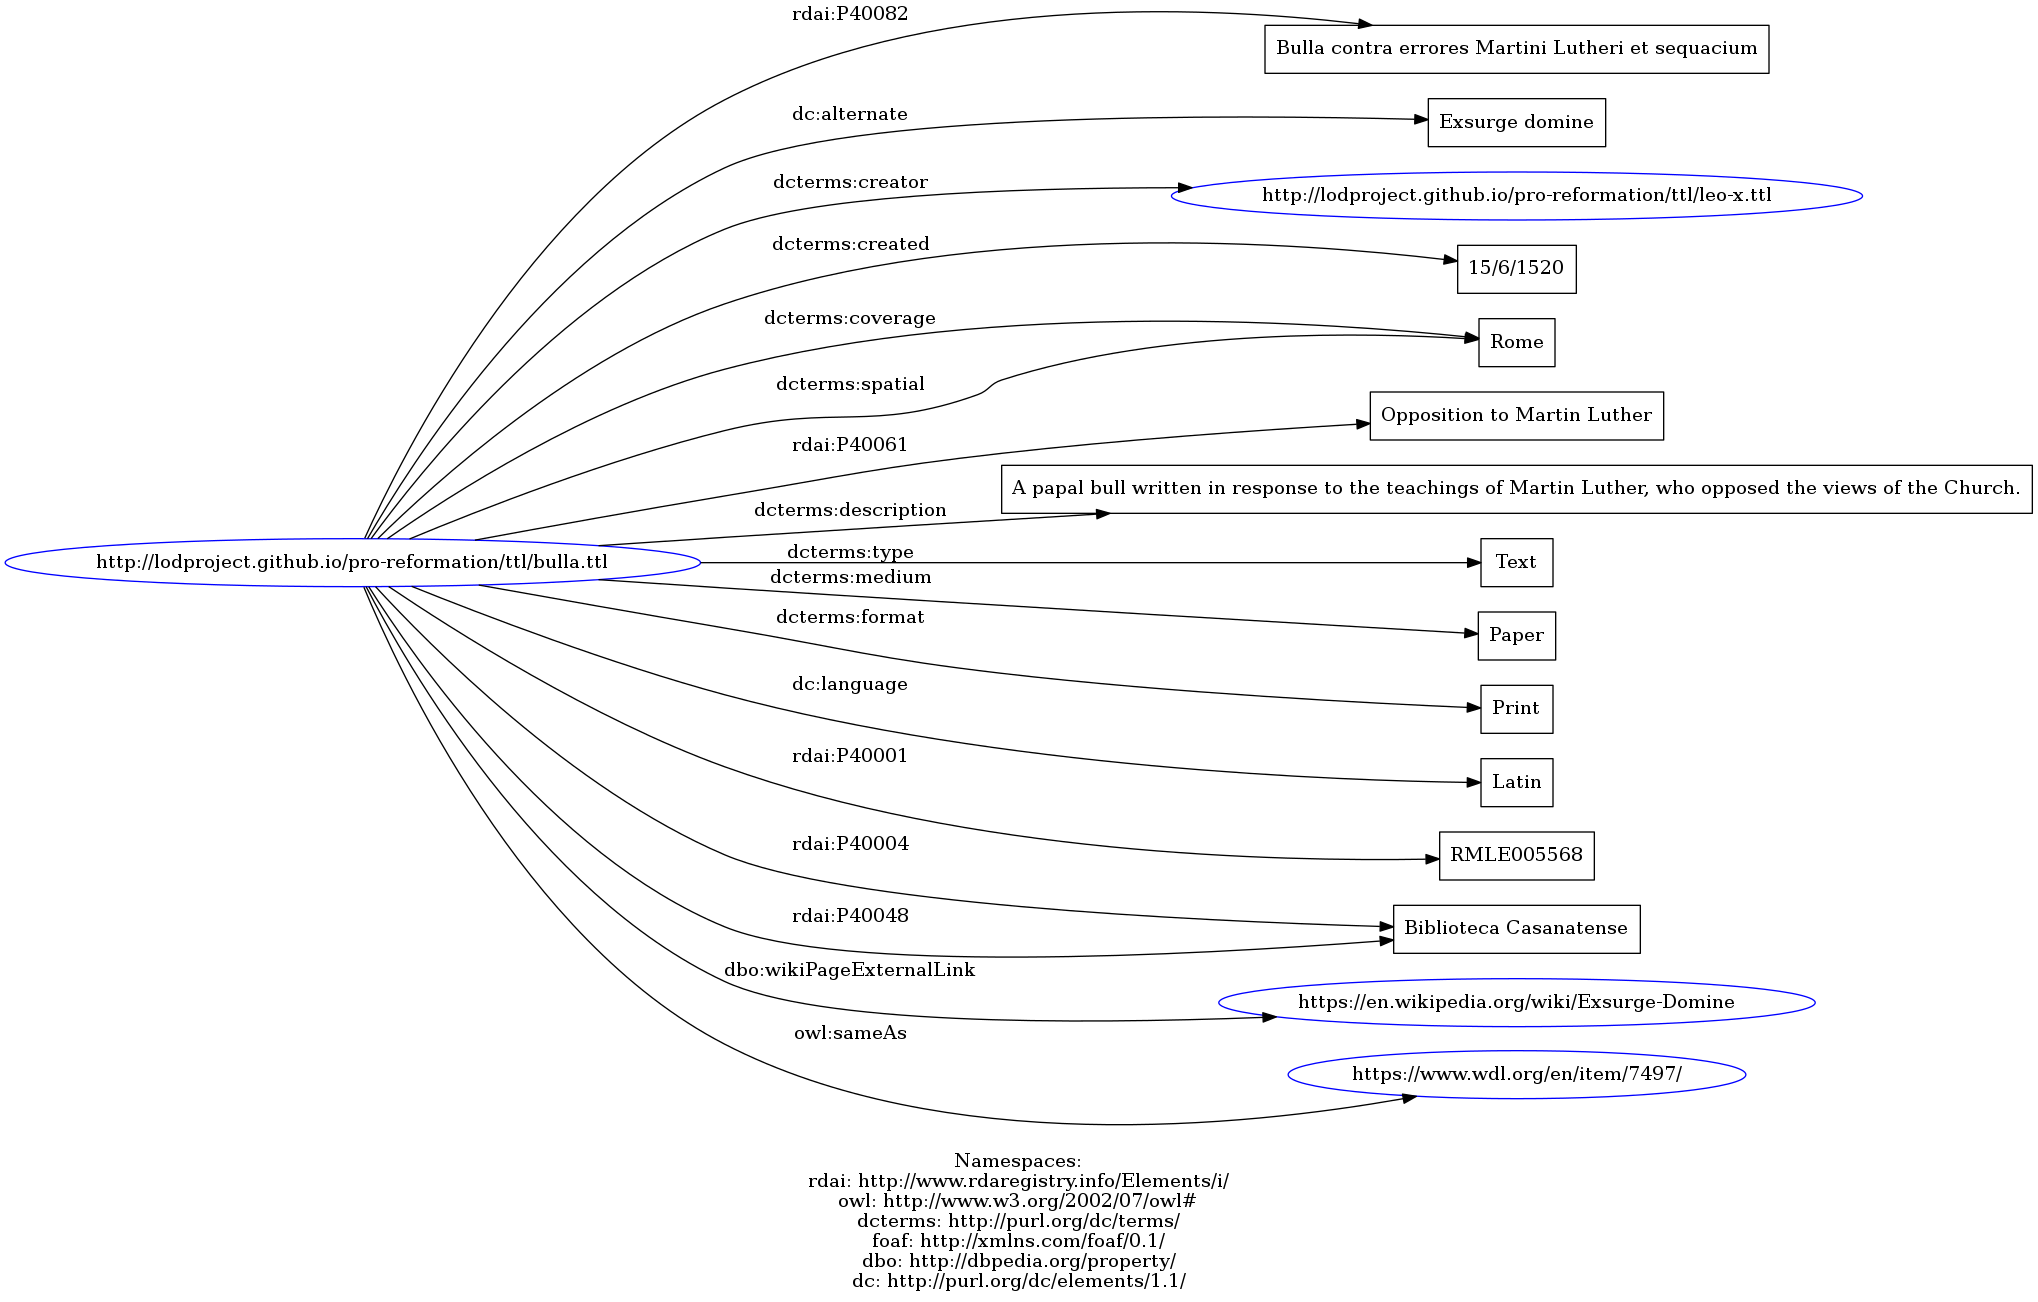 rdai:P40082
Bulla contra errores Martini Lutheri et sequacium
dc:alternate
Exsurge domine
dcterms:creator
http://lodproject.github.io/pro-reformation/ttl/leo-x.ttl
dcterms:created
15/6/1520
dcterms:coverage
Rome
dcterms:spatial
rdai:P40061
Opposition to Martin Luther
dcterms:description
A papal bull written in response to the teachings of Martin Luther, who opposed the views of the Church.
http://lodproject.github.io/pro-reformation/ttl/bulla.ttl
dcterms:type
Text
dcterms:medium
Paper
dcterms:format
Print
dc:language
Latin
rdai:P40001
RMLE005568
rdai:P40004
Biblioteca Casanatense
rdai:P40048
dbo:wikiPageExternalLink
https://en.wikipedia.org/wiki/Exsurge-Domine
owl:sameAs
https://www.wdl.org/en/item/7497/
Namespaces:
rdai: http://www.rdaregistry.info/Elements/i/
owl: http://www.w3.org/2002/07/owl#
dcterms: http://purl.org/dc/terms/
foaf: http://xmlns.com/foaf/0.1/
dbo: http://dbpedia.org/property/
dc: http://purl.org/dc/elements/1.1/